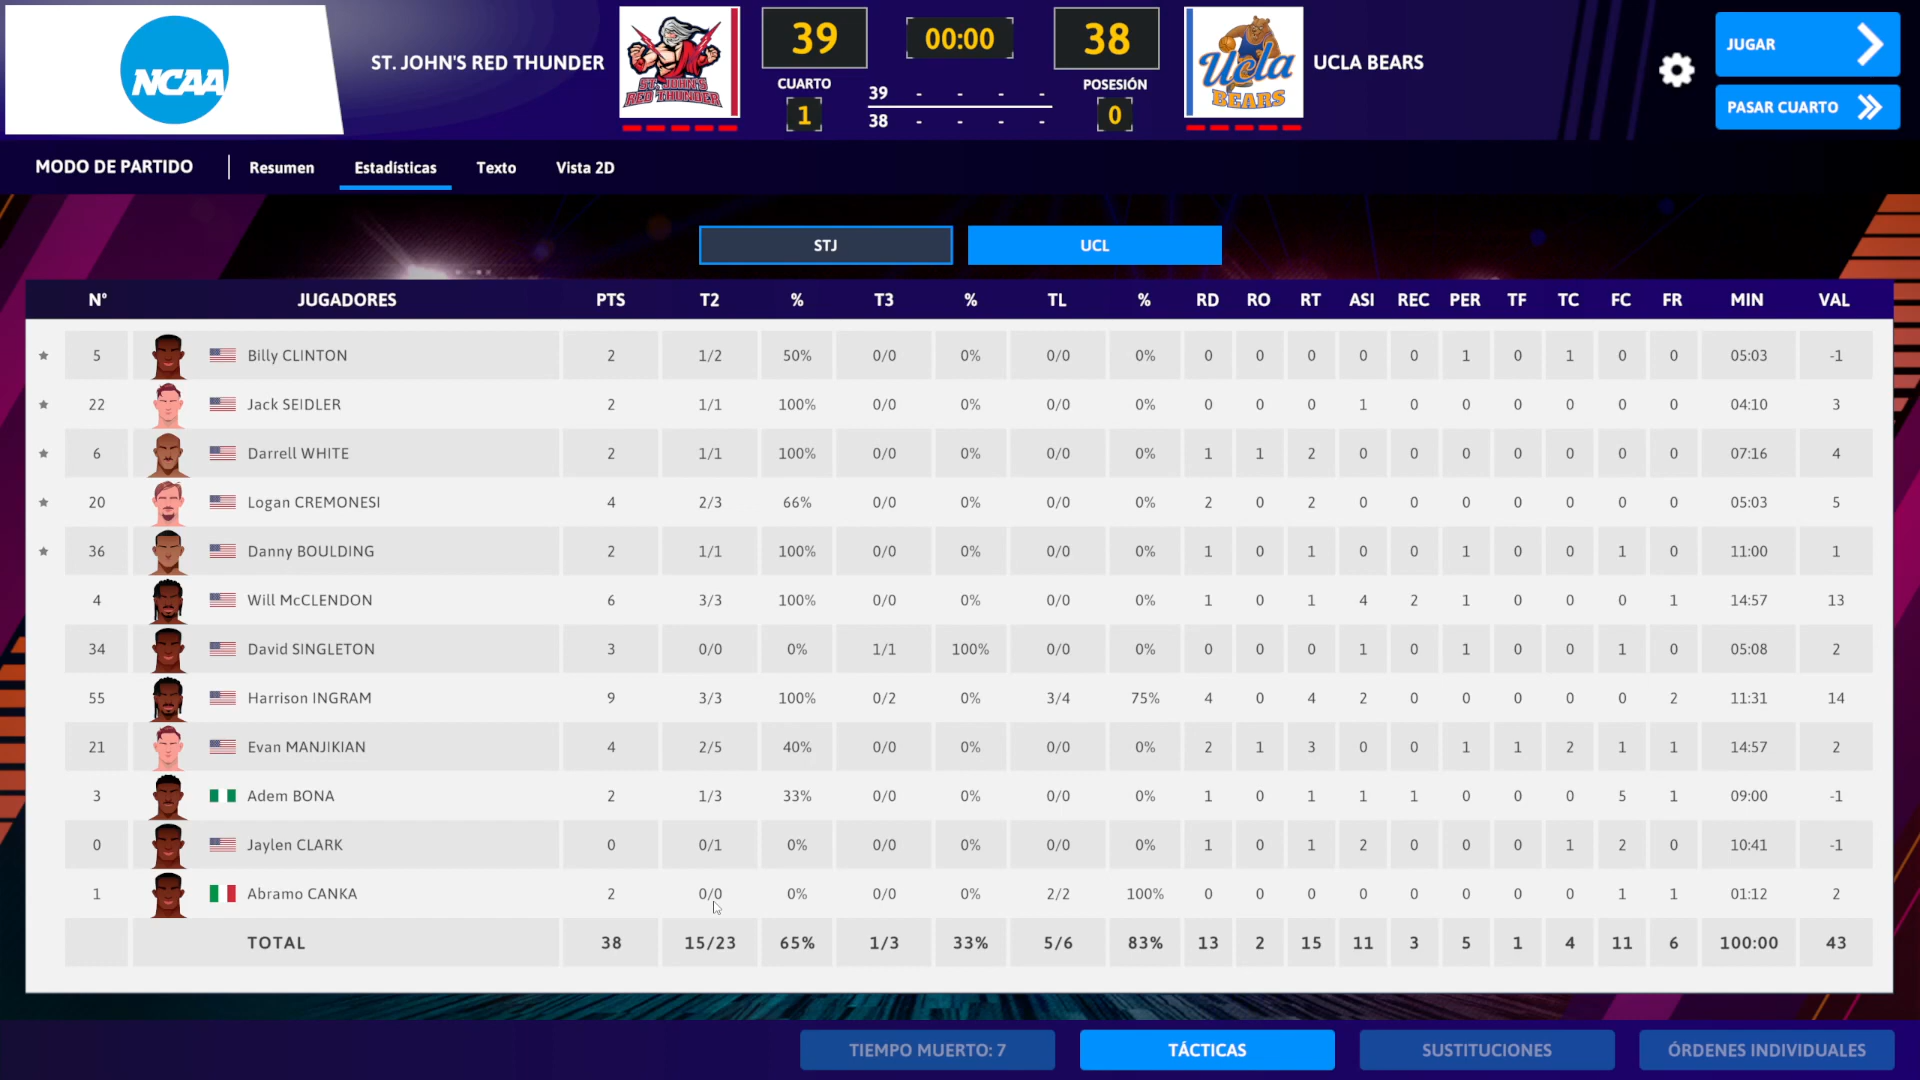 NCAA
ST. JOHN'S RED THUNDER
ST. JOHN'S
RED THUNDER
39
00:00
38
Ucla
BEARS
UCLA BEARS
CUARTO
1
39 - - - -
38 - - - -
POSESIÓN
0
JUGAR
PASAR CUARTO
MODO DE PARTIDO
Resumen
Estadísticas
Texto
Vista 2D
STJ
UCL
N° JUGADORES PTS T2 % T3 % TL % RD RO RT ASI REC PER TF TC FC FR MIN VAL
5 Billy CLINTON 2 1/2 50% 0/0 0% 0/0 0% 0 0 0 0 0 1 0 1 0 0 05:03 -1
22 Jack SEIDLER 2 1/1 100% 0/0 0% 0/0 0% 0 0 0 1 0 0 0 0 0 0 04:10 3
6 Darrell WHITE 2 1/1 100% 0/0 0% 0/0 0% 1 1 2 0 0 0 0 0 0 0 07:16 4
20 Logan CREMONESI 4 2/3 66% 0/0 0% 0/0 0% 2 0 2 0 0 0 0 0 0 0 05:03 5
36 Danny BOULDING 2 1/1 100% 0/0 0% 0/0 0% 1 0 1 0 0 1 0 0 1 0 11:00 1
4 Will McCLENDON 6 3/3 100% 0/0 0% 0/0 0% 1 0 1 4 2 1 0 0 0 1 14:57 13
34 David SINGLETON 3 0/0 0% 1/1 100% 0/0 0% 0 0 0 1 0 1 0 0 1 0 05:08 2
55 Harrison INGRAM 9 3/3 100% 0/2 0% 3/4 75% 4 0 4 2 0 0 0 0 0 2 11:31 14
21 Evan MANJIKIAN 4 2/5 40% 0/0 0% 0/0 0% 2 1 3 0 0 1 1 2 1 1 14:57 2
3 Adem BONA 2 1/3 33% 0/0 0% 0/0 0% 1 0 1 1 1 0 0 0 5 1 09:00 -1
0 Jaylen CLARK 0 0/1 0% 0/0 0% 0/0 0% 1 0 1 2 0 0 0 1 2 0 10:41 -1
1 Abramo CANKA 2 0/0 0% 0/0 0% 2/2 100% 0 0 0 0 0 0 0 0 1 1 01:12 2
TOTAL 38 15/23 65% 1/3 33% 5/6 83% 13 2 15 11 3 5 1 4 11 6 100:00 43
TIEMPO MUERTO: 7
TÁCTICAS
SUSTITUCIONES
ÓRDENES INDIVIDUALES